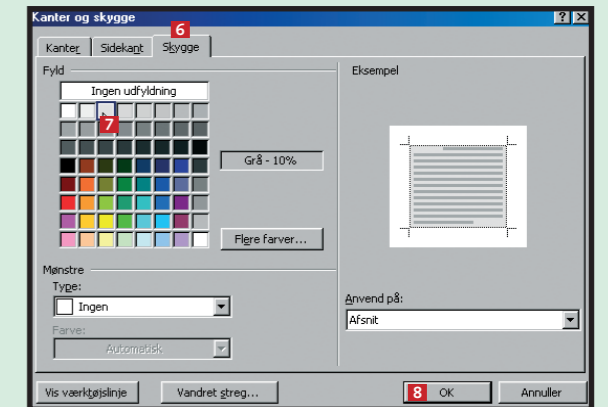 Kanter og skygge
6
Kanter Sidekant Skygge
Fyld
Eksempel
Ingen udfyldning
7
Grå - 10%
Flere farver...
Mønstre
Type:
Ingen
Anvend på:
Afsnit
Farve:
Automatisk
Vis værktøjslinje Vandret streg... 8 OK Annuller